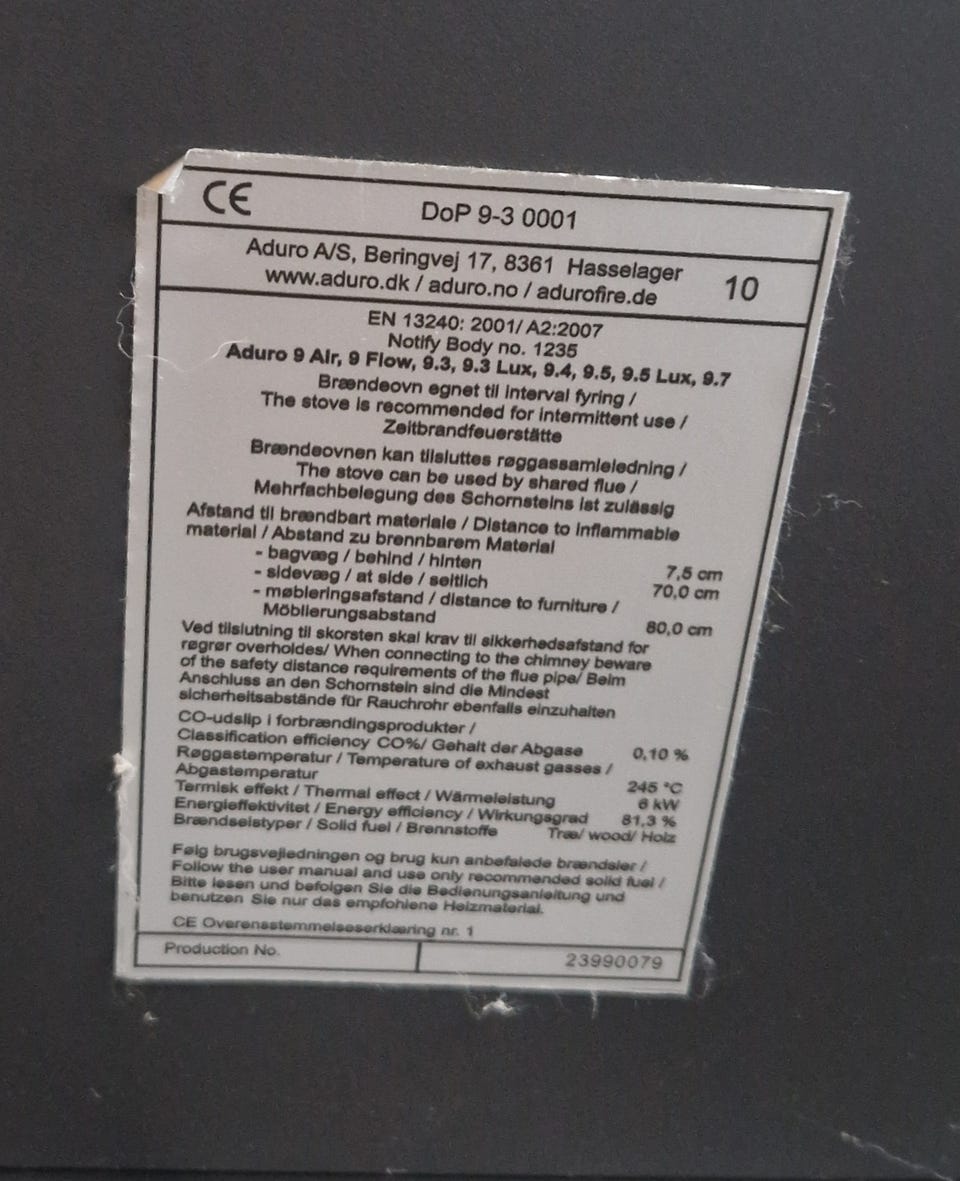 CE
DoP 9-3 0001
Aduro A/S, Beringvej 17, 8361 Hasselager
www.aduro.dk / aduro.no / adurofire.de
10
EN 13240: 2001/ A2:2007
Notify Body no. 1235
Aduro 9 Air, 9 Flow, 9.3, 9.3 Lux, 9.4, 9.5, 9.5 Lux, 9.7
Brændeovn egnet til interval fyring /
The stove is recommended for intermittent use /
Zeitbrandfeuerstätte
Brændeovnen kan tilsluttes røggassamleledning /
The stove can be used by shared flue /
Mehrfachbelegung des Schornsteins ist zulässig
Afstand til brændbart materiale / Distance to inflammable
material / Abstand zu brennbarem Material
- bagvæg / behind / hinten 7,5 cm
- sidevæg / at side / seitlich 70,0 cm
- møbleringsafstand / distance to furniture /
Möblierungsabstand 80,0 cm
Ved tilslutning til skorsten skal krav til sikkerhedsafstand for
røgrør overholdes/ When connecting to the chimney beware
of the safety distance requirements of the flue pipe/ Beim
Anschluss an den Schornstein sind die Mindest
sicherheitsabstände für Rauchrohr ebenfalls einzuhalten
CO-udslip i forbrændingsprodukter /
Classification efficiency CO%/ Gehalt der Abgase 0,10 %
Røggastemperatur / Temperature of exhaust gasses /
Abgastemperatur 245 °C
Termisk effekt / Thermal effect / Wärmeleistung 6 kW
Energieffektivitet / Energy efficiency / Wirkungsgrad 81,3 %
Brændselstyper / Solid fuel / Brennstoffe Træ/ wood/ Holz
Følg brugsvejledningen og brug kun anbefalede brændsler /
Follow the user manual and use only recommended solid fuel /
Bitte lesen und befolgen Sie die Bedienungsanleitung und
benutzen Sie nur das empfohlene Heizmaterial.
CE Overensstemmelseserklæring nr. 1
Production No. 23990079